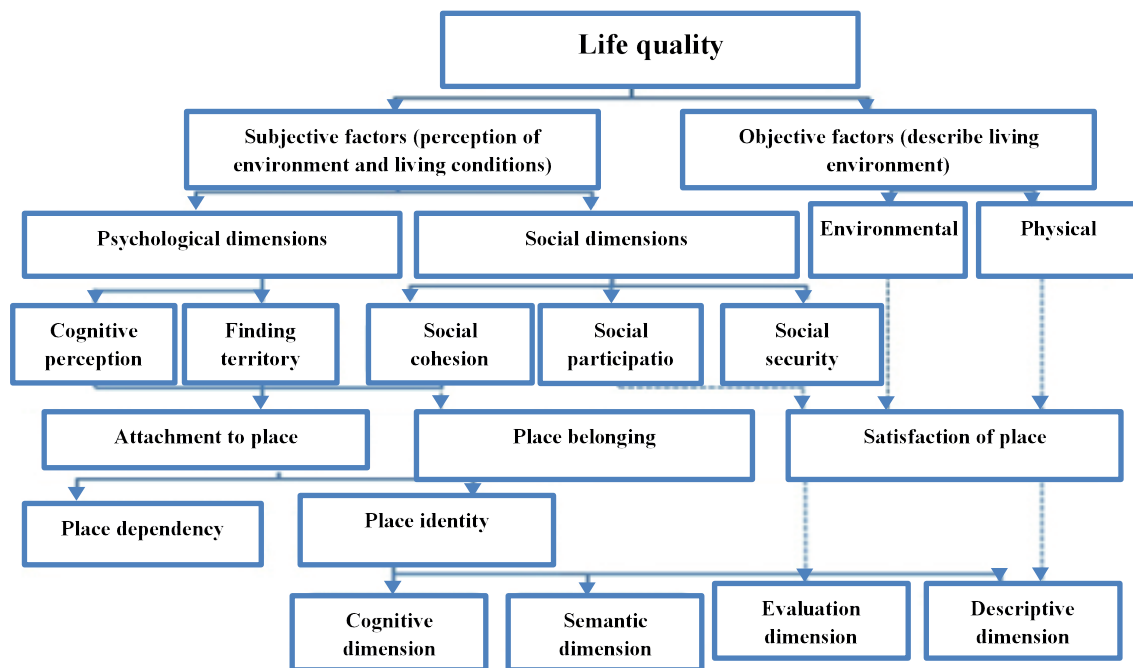 Life quality
Subjective factors (perception of
environment and living conditions)
Objective factors (describe living
environment)
Psychological dimensions
Social dimensions
Environmental
Physical
Cognitive
perception
Finding
territory
Social
cohesion
Social
participatio
Social
security
Attachment to place
Place belonging
Satisfaction of place
Place dependency
Place identity
Cognitive
dimension
Semantic
dimension
Evaluation
dimension
Descriptive
dimension